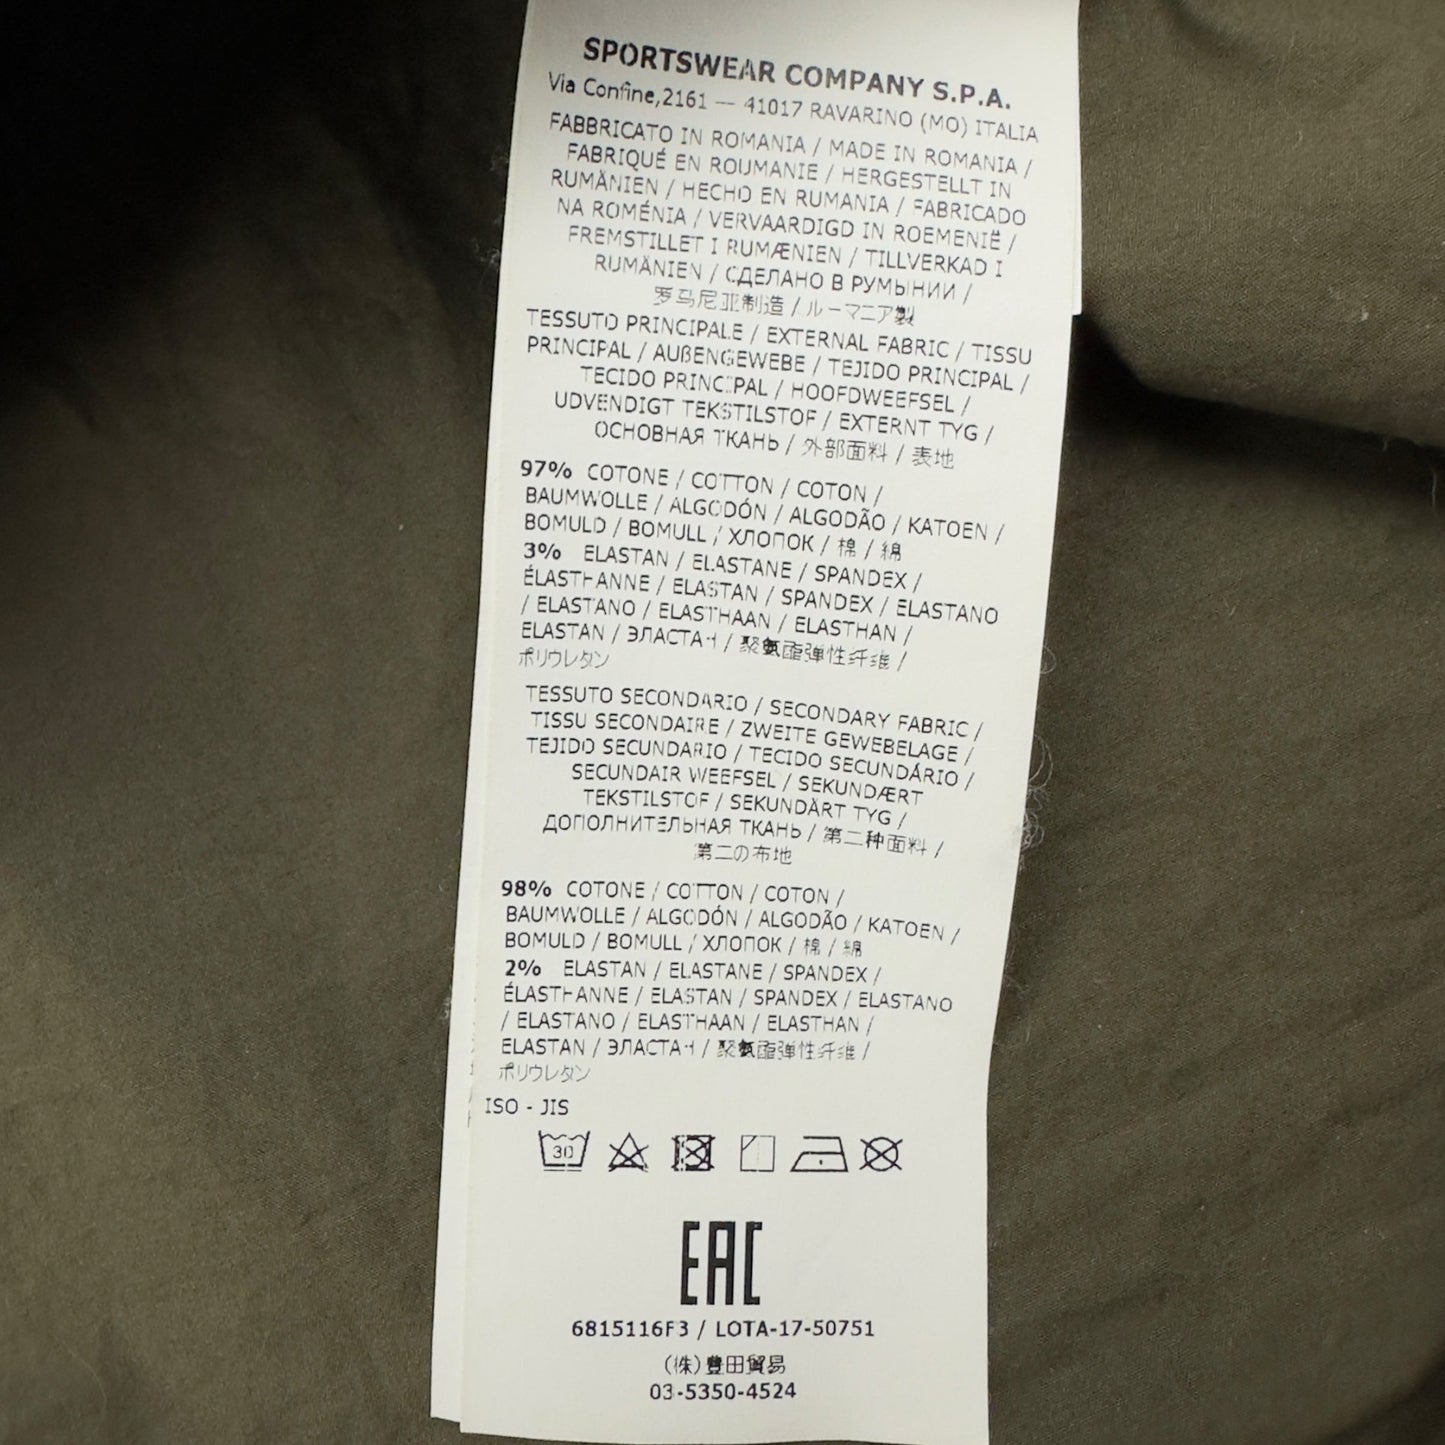 SPORTSWEAR COMPANY S.P.A.
Via Confine,2161 — 41017 RAVARINO (MO) ITALIA
FABBRICATO IN ROMANIA / MADE IN ROMANIA /
FABRIQUÉ EN ROUMANIE / HERGESTELLT IN
RUMÄNIEN / HECHO EN RUMANIA / FABRICADO
NA ROMÉNIA / VERVAARDIGD IN ROEMENIË /
FREMSTILLET I RUMÆNIEN / TILLVERKAD I
RUMÄNIEN / СДЕЛАНО В РУМЫНИИ /
罗马尼亚制造 / ルーマニア製
TESSUTO PRINCIPALE / EXTERNAL FABRIC / TISSU
PRINCIPAL / AUßENGEWEBE / TEJIDO PRINCIPAL /
TECIDO PRINCIPAL / HOOFDWEEFSEL /
UDVENDIGT TEKSTILSTOF / EXTERNT TYG /
ОСНОВНАЯ ТКАНЬ / 外部面料 / 表地
97% COTONE / COTTON / COTON /
BAUMWOLLE / ALGODÓN / ALGODÃO / KATOEN /
BOMULD / BOMULL / ХЛОПОК / 棉 / 綿
3% ELASTAN / ELASTANE / SPANDEX /
ÉLASTHANNE / ELASTAN / SPANDEX / ELASTANO
/ ELASTANO / ELASTHAAN / ELASTHAN /
ELASTAN / ЭЛАСТАН / 聚氨酯弹性纤维 /
ポリウレタン
TESSUTO SECONDARIO / SECONDARY FABRIC /
TISSU SECONDAIRE / ZWEITE GEWEBELAGE /
TEJIDO SECUNDARIO / TECIDO SECUNDÁRIO /
SECUNDAIR WEEFSEL / SEKUNDÆRT
TEKSTILSTOF / SEKUNDÄRT TYG /
ДОПОЛНИТЕЛЬНАЯ ТКАНЬ / 第二种面料 /
第二の布地
98% COTONE / COTTON / COTON /
BAUMWOLLE / ALGODÓN / ALGODÃO / KATOEN /
BOMULD / BOMULL / ХЛОПОК / 棉 / 綿
2% ELASTAN / ELASTANE / SPANDEX /
ÉLASTHANNE / ELASTAN / SPANDEX / ELASTANO
/ ELASTANO / ELASTHAAN / ELASTHAN /
ELASTAN / ЭЛАСТАН / 聚氨酯弹性纤维 /
ポリウレタン
ISO - JIS
30
EAC
6815116F3 / LOTA-17-50751
(株)豊田貿易
03-5350-4524